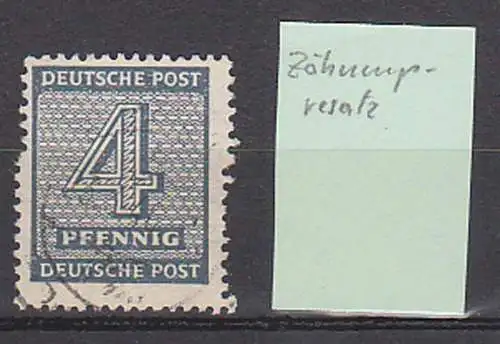 DEUTSCHE POST
4
PFENNIG
DEUTSCHE POST
Zähnungs-
versatz